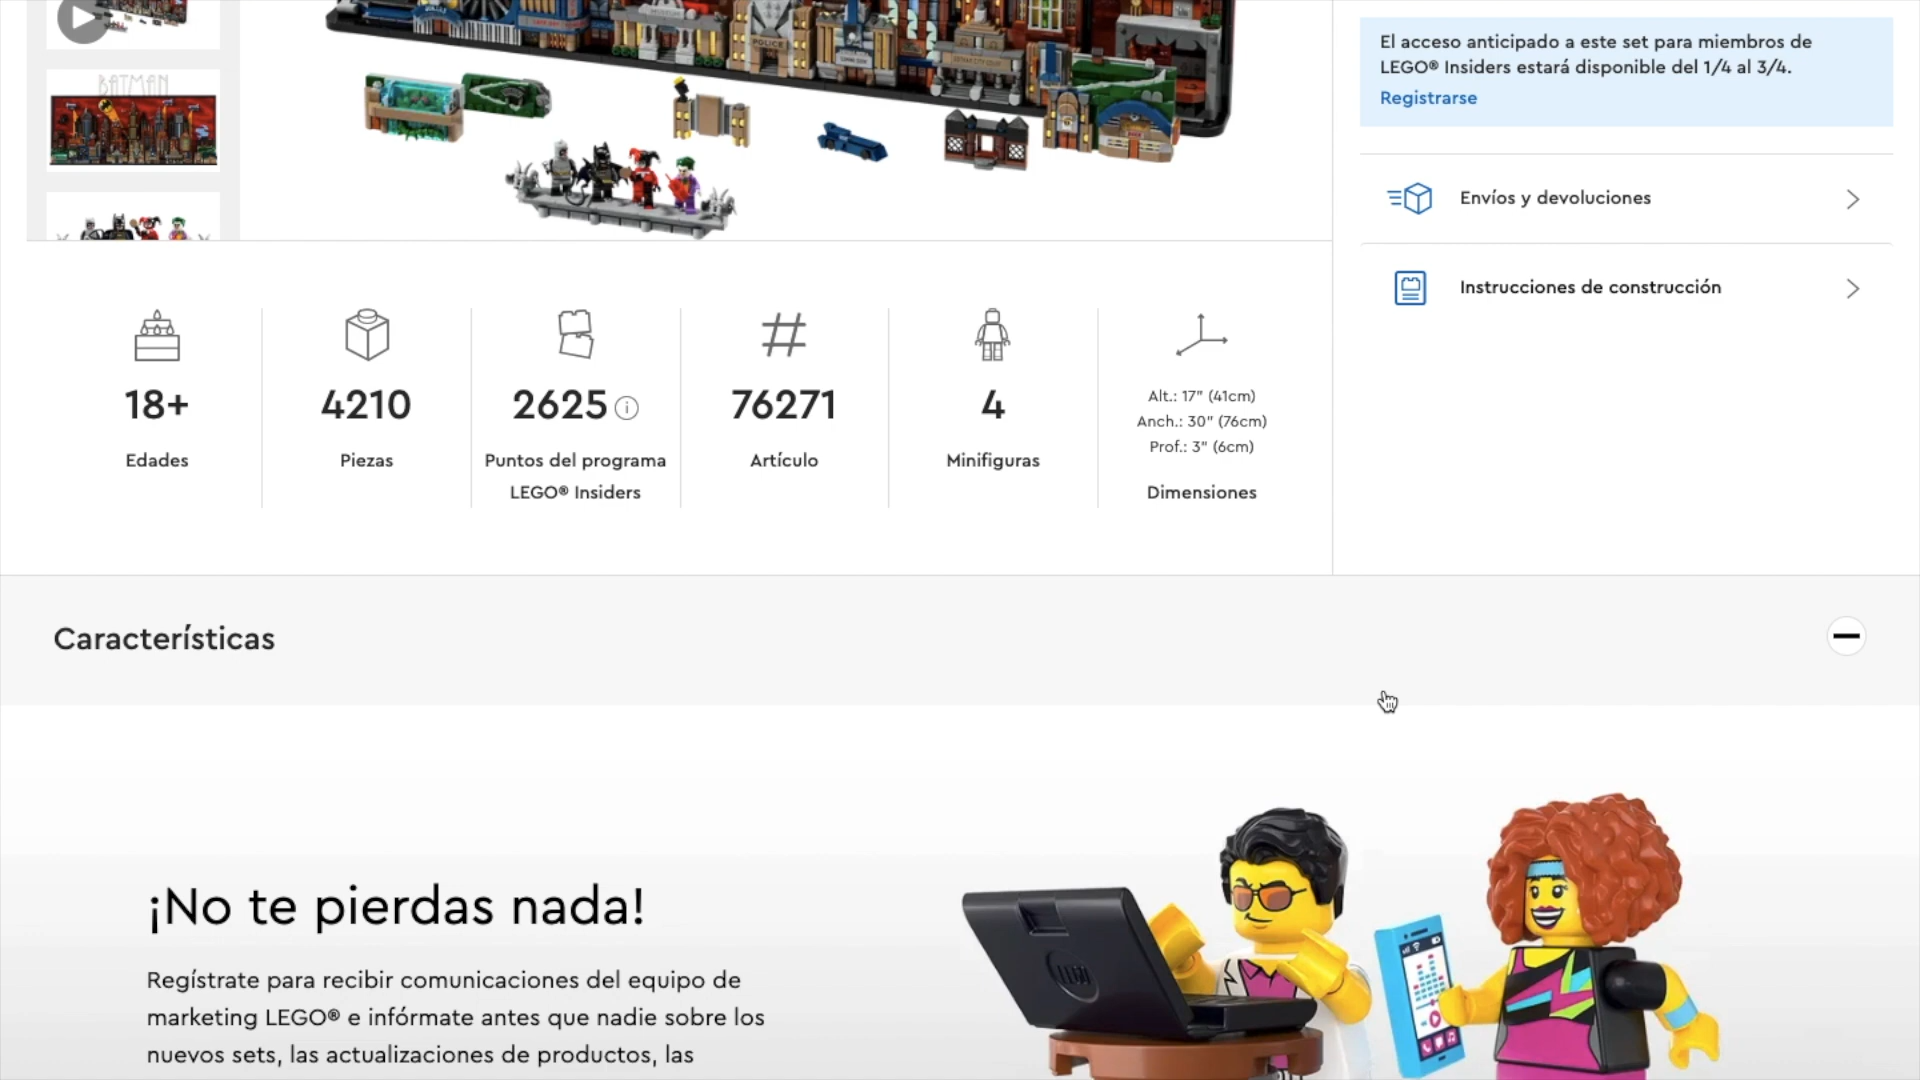 BATMAN
POLICE
El acceso anticipado a este set para miembros de
LEGO® Insiders estará disponible del 1/4 al 3/4.
Registrarse
Envíos y devoluciones
Instrucciones de construcción
18+
Edades
4210
Piezas
2625
Puntos del programa
LEGO® Insiders
#
76271
Artículo
4
Minifiguras
Alt.: 17" (41cm)
Anch.: 30" (76cm)
Prof.: 3" (6cm)
Dimensiones
Características
¡No te pierdas nada!
Regístrate para recibir comunicaciones del equipo de
marketing LEGO® e infórmate antes que nadie sobre los
nuevos sets, las actualizaciones de productos, las